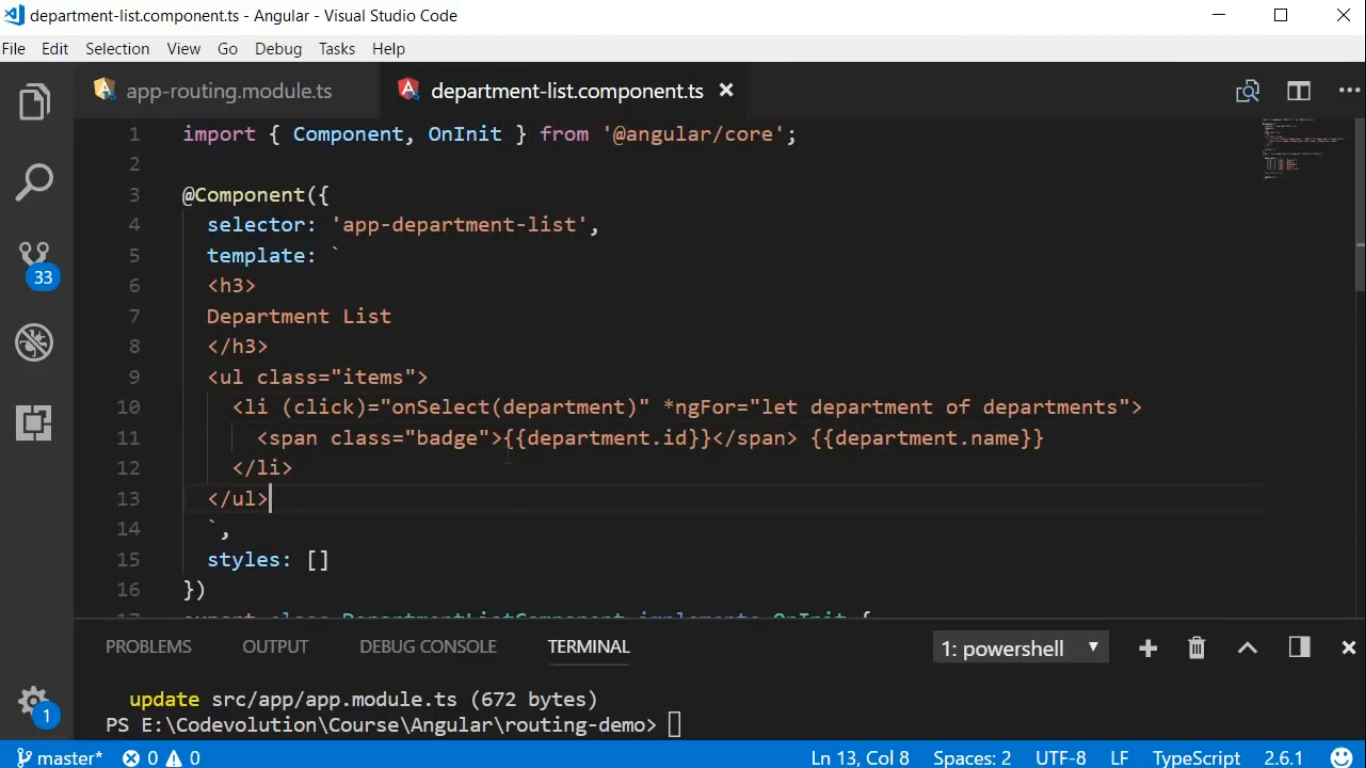 department-list.component.ts - Angular - Visual Studio Code
File Edit Selection View Go Debug Tasks Help
app-routing.module.ts department-list.component.ts
33
1
1 import { Component, OnInit } from '@angular/core';
2
3 @Component({
4 selector: 'app-department-list',
5 template: `
6 <h3>
7 Department List
8 </h3>
9 <ul class="items">
10 <li (click)="onSelect(department)" *ngFor="let department of departments">
11 <span class="badge">{{department.id}}</span> {{department.name}}
12 </li>
13 </ul>
14 `,
15 styles: []
16 })
17 export class DepartmentListComponent implements OnInit {
PROBLEMS OUTPUT DEBUG CONSOLE TERMINAL 1: powershell
update src/app/app.module.ts (672 bytes)
PS E:\Codevolution\Course\Angular\routing-demo>
master* 0 0 Ln 13, Col 8 Spaces: 2 UTF-8 LF TypeScript 2.6.1